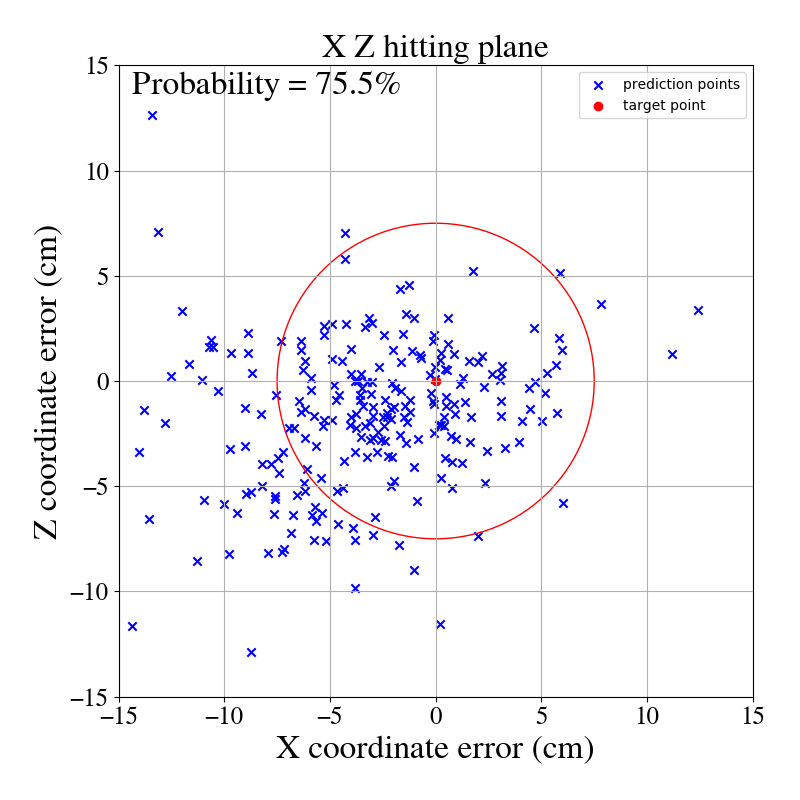 X Z hitting plane
Probability = 75.5%
prediction points
target point
15
10
5
0
−5
−10
−15
Z coordinate error (cm)
−15 −10 −5 0 5 10 15
X coordinate error (cm)